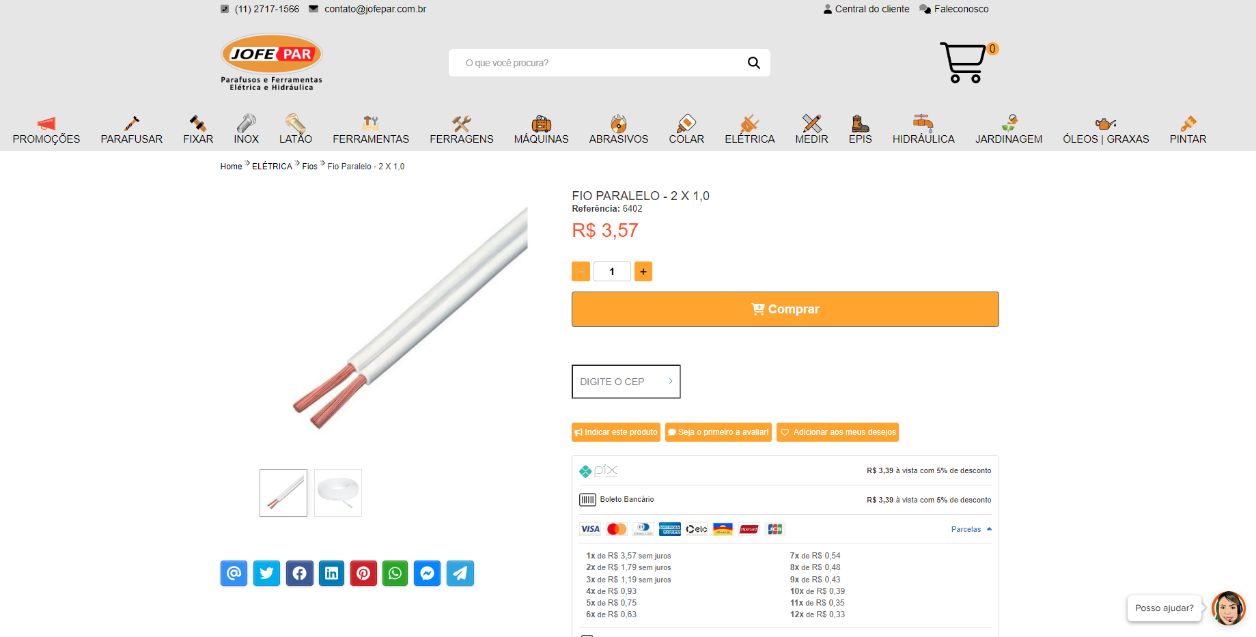 (11) 2717-1566 contato@jofepar.com.br Central do cliente Faleconosco
JOFE PAR
Parafusos e Ferramentas
Elétrica e Hidráulica
O que você procura?
0
PROMOÇÕES PARAFUSAR FIXAR INOX LATÃO FERRAMENTAS FERRAGENS MÁQUINAS ABRASIVOS COLAR ELÉTRICA MEDIR EPIS HIDRÁULICA JARDINAGEM ÓLEOS | GRAXAS PINTAR
Home » ELÉTRICA » Fios » Fio Paralelo - 2 X 1,0
FIO PARALELO - 2 X 1,0
Referência: 6402
R$ 3,57
− 1 +
Comprar
DIGITE O CEP
Indicar este produto Seja o primeiro a avaliar! Adicionar aos meus desejos
pix R$ 3,39 à vista com 5% de desconto
Boleto Bancário R$ 3,39 à vista com 5% de desconto
VISA elo Parcelas
1x de R$ 3,57 sem juros
2x de R$ 1,79 sem juros
3x de R$ 1,19 sem juros
4x de R$ 0,93
5x de R$ 0,75
6x de R$ 0,63
7x de R$ 0,54
8x de R$ 0,48
9x de R$ 0,43
10x de R$ 0,39
11x de R$ 0,35
12x de R$ 0,33
Posso ajudar?